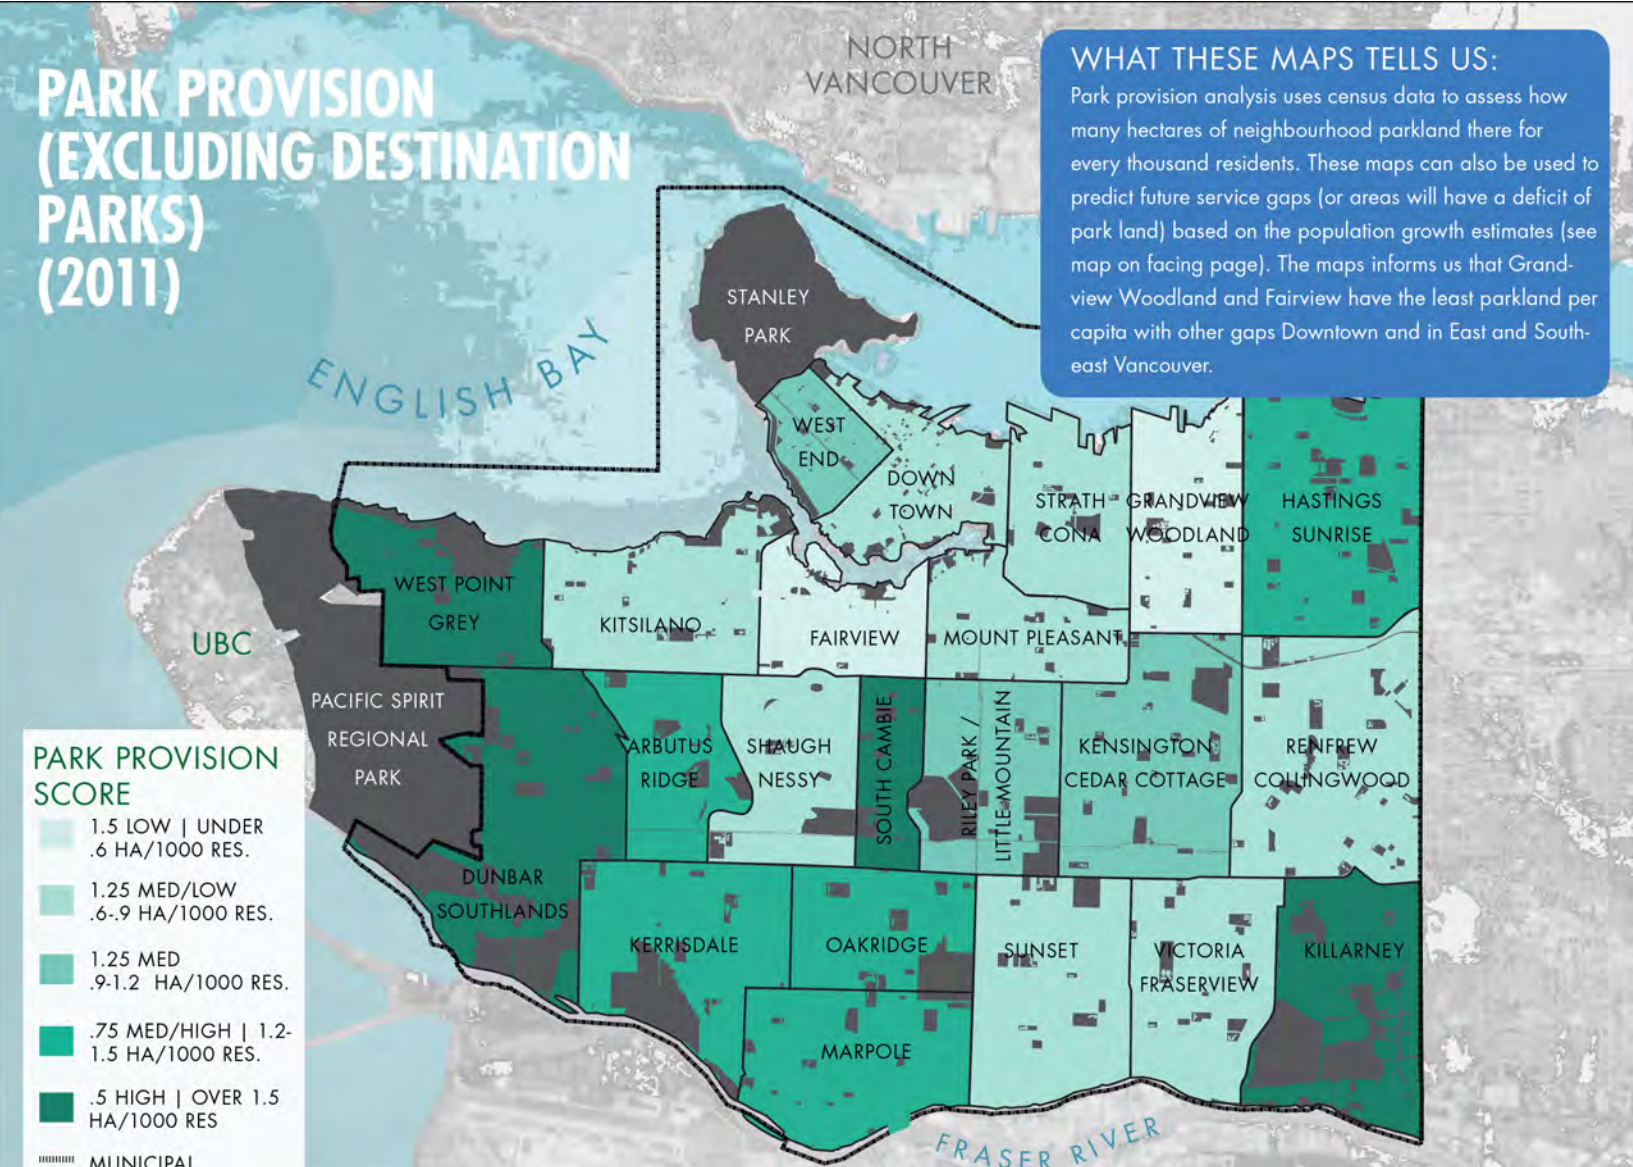 PARK PROVISION
(EXCLUDING DESTINATION
PARKS)
(2011)
NORTH
VANCOUVER
WHAT THESE MAPS TELLS US:
Park provision analysis uses census data to assess how
many hectares of neighbourhood parkland there for
every thousand residents. These maps can also be used to
predict future service gaps (or areas will have a deficit of
park land) based on the population growth estimates (see
map on facing page). The maps informs us that Grand-
view Woodland and Fairview have the least parkland per
capita with other gaps Downtown and in East and South-
east Vancouver.
ENGLISH BAY
STANLEY
PARK
WEST
END
DOWN
TOWN
STRATH
CONA
GRANDVIEW
WOODLAND
HASTINGS
SUNRISE
WEST POINT
GREY
KITSILANO
FAIRVIEW
MOUNT PLEASANT
UBC
PACIFIC SPIRIT
REGIONAL
PARK
ARBUTUS
RIDGE
SHAUGH
NESSY
SOUTH CAMBIE
RILEY PARK /
LITTLE MOUNTAIN
KENSINGTON
CEDAR COTTAGE
RENFREW
COLLINGWOOD
DUNBAR
SOUTHLANDS
KERRISDALE
OAKRIDGE
SUNSET
VICTORIA
FRASERVIEW
KILLARNEY
MARPOLE
FRASER RIVER
PARK PROVISION
SCORE
1.5 LOW | UNDER
.6 HA/1000 RES.
1.25 MED/LOW
.6-.9 HA/1000 RES.
1.25 MED
.9-1.2 HA/1000 RES.
.75 MED/HIGH | 1.2-
1.5 HA/1000 RES.
.5 HIGH | OVER 1.5
HA/1000 RES
MUNICIPAL